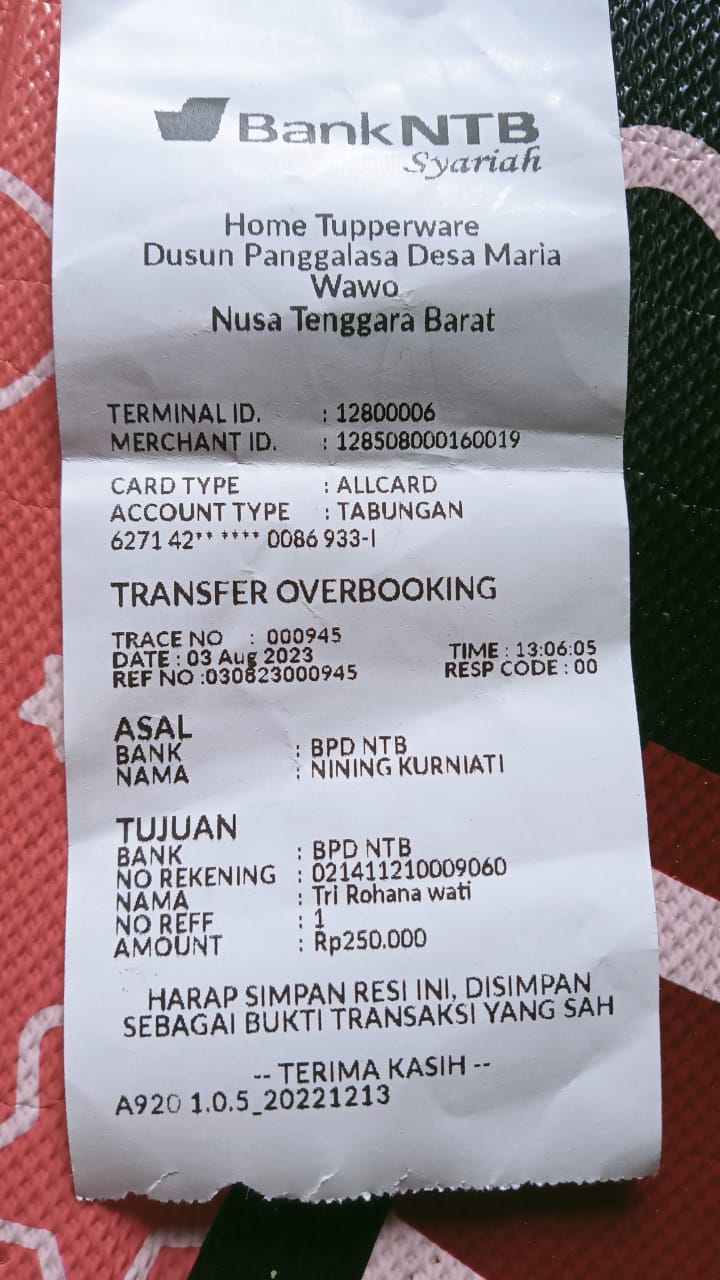 BankNTB
Syariah
Home Tupperware
Dusun Panggalasa Desa Maria
Wawo
Nusa Tenggara Barat
TERMINAL ID. : 12800006
MERCHANT ID. : 128508000160019
CARD TYPE : ALLCARD
ACCOUNT TYPE : TABUNGAN
6271 42** **** 0086 933-I
TRANSFER OVERBOOKING
TRACE NO : 000945
DATE : 03 Aug 2023 TIME : 13:06:05
REF NO :030823000945 RESP CODE : 00
ASAL
BANK : BPD NTB
NAMA : NINING KURNIATI
TUJUAN
BANK : BPD NTB
NO REKENING : 021411210009060
NAMA : Tri Rohana wati
NO REFF : 1
AMOUNT : Rp250.000
HARAP SIMPAN RESI INI, DISIMPAN
SEBAGAI BUKTI TRANSAKSI YANG SAH
-- TERIMA KASIH --
A920 1.0.5_20221213